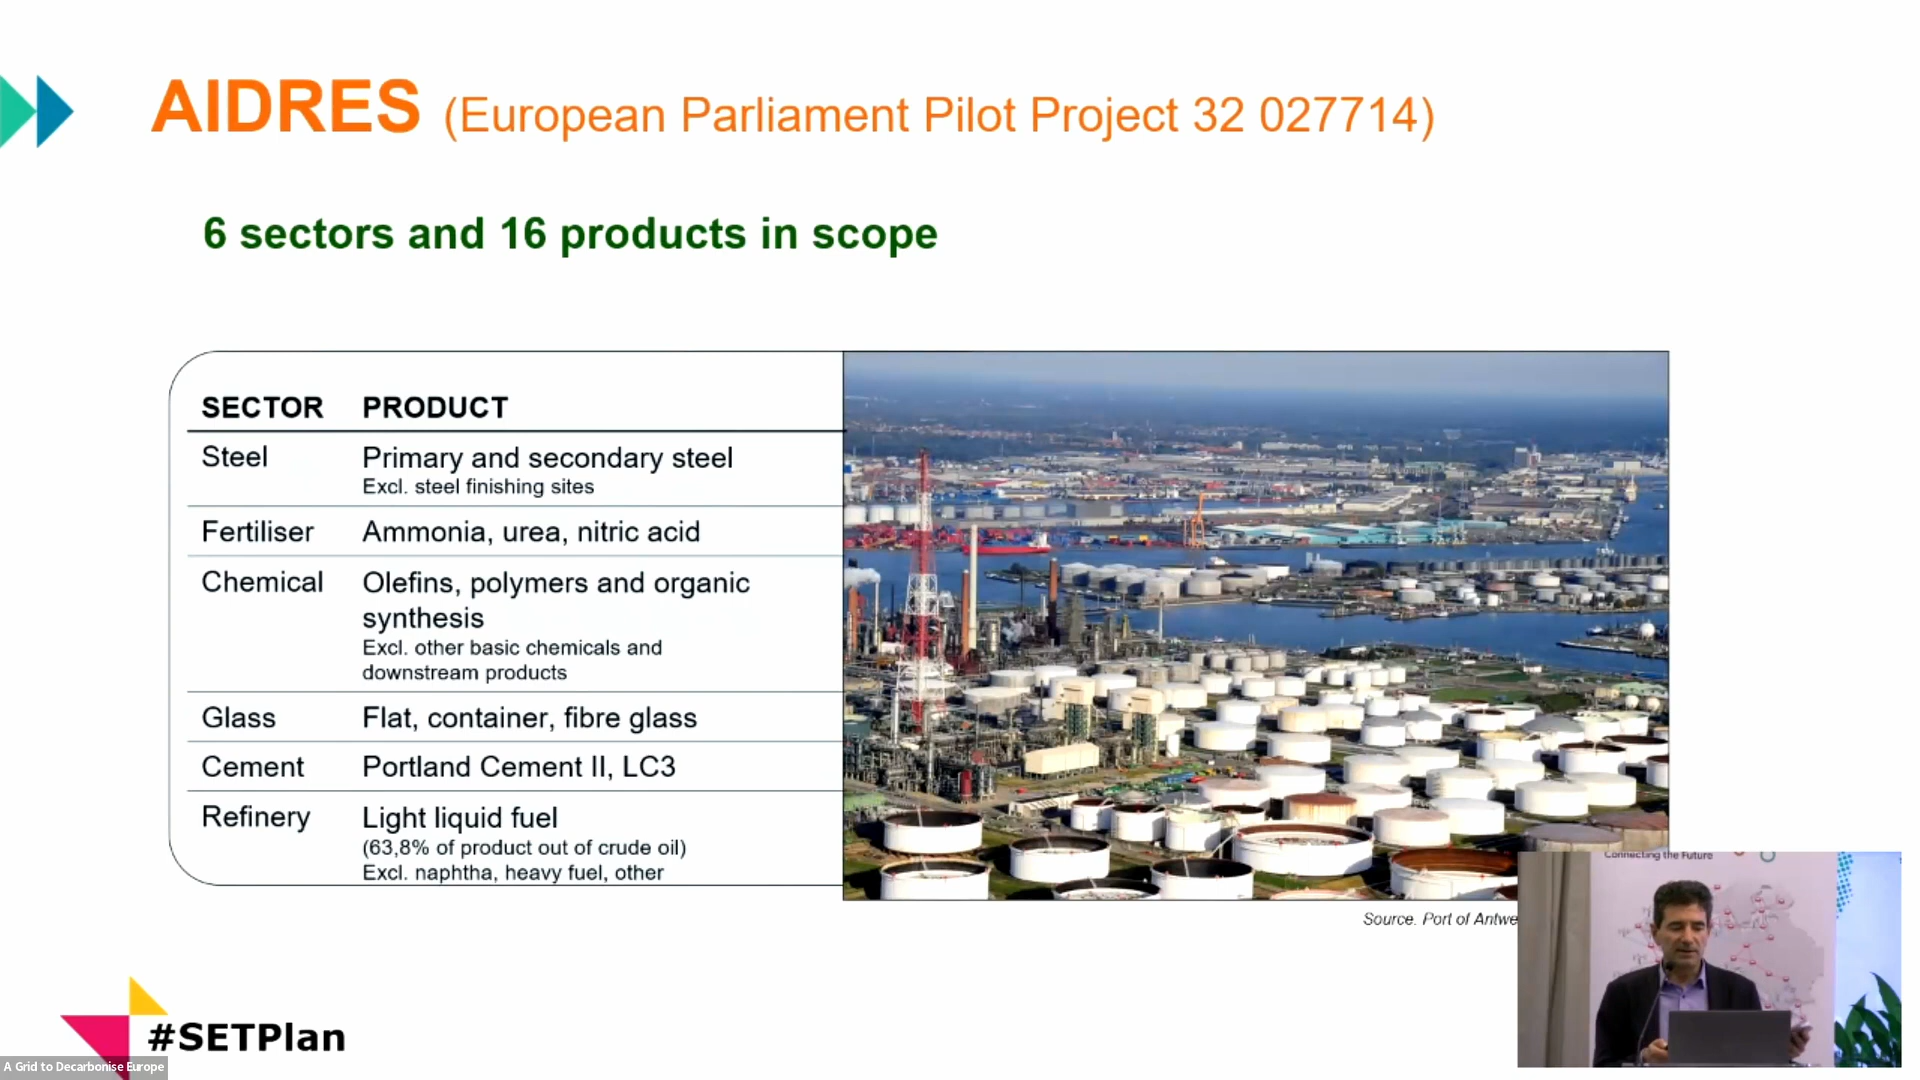 AIDRES (European Parliament Pilot Project 32 027714)
6 sectors and 16 products in scope
SECTOR PRODUCT
Steel Primary and secondary steel
Excl. steel finishing sites
Fertiliser Ammonia, urea, nitric acid
Chemical Olefins, polymers and organic
synthesis
Excl. other basic chemicals and
downstream products
Glass Flat, container, fibre glass
Cement Portland Cement II, LC3
Refinery Light liquid fuel
(63,8% of product out of crude oil)
Excl. naphtha, heavy fuel, other
Source. Port of Antwe
Connecting the Future
#SETPlan
A Grid to Decarbonise Europe